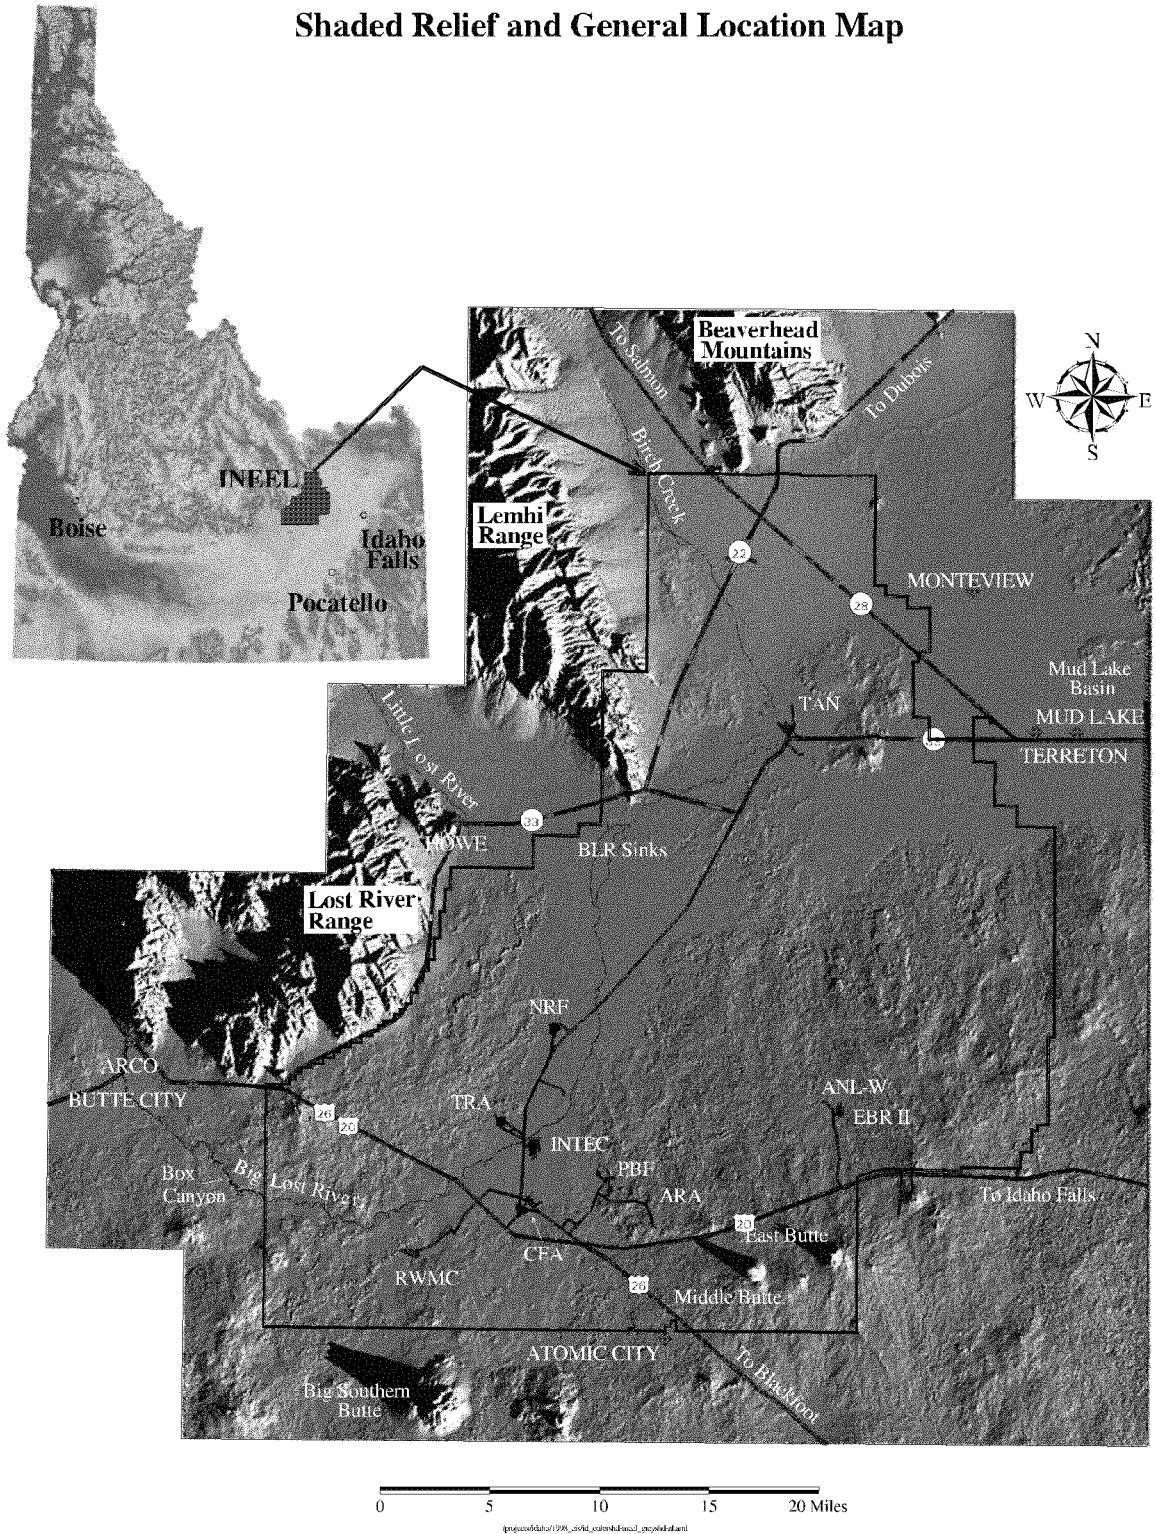 Shaded Relief and General Location Map
INEEL
Boise
Idaho
Falls
Pocatello
Beaverhead
Mountains
To Salmon
To Dubois
N
W
E
S
Birch Creek
Lemhi
Range
22
28
MONTEVIEW
Mud Lake
Basin
TAN
MUD LAKE
33
TERRETON
Little Lost River
33
HOWE
BLR Sinks
Lost River
Range
NRF
ARCO
BUTTE CITY
26
20
TRA
INTEC
ANL-W
EBR II
Box
Canyon
Big Lost River
PBF
ARA
To Idaho Falls
20
East Butte
CFA
RWMC
26
Middle Butte
ATOMIC CITY
To Blackfoot
Big Southern
Butte
0
5
10
15
20 Miles